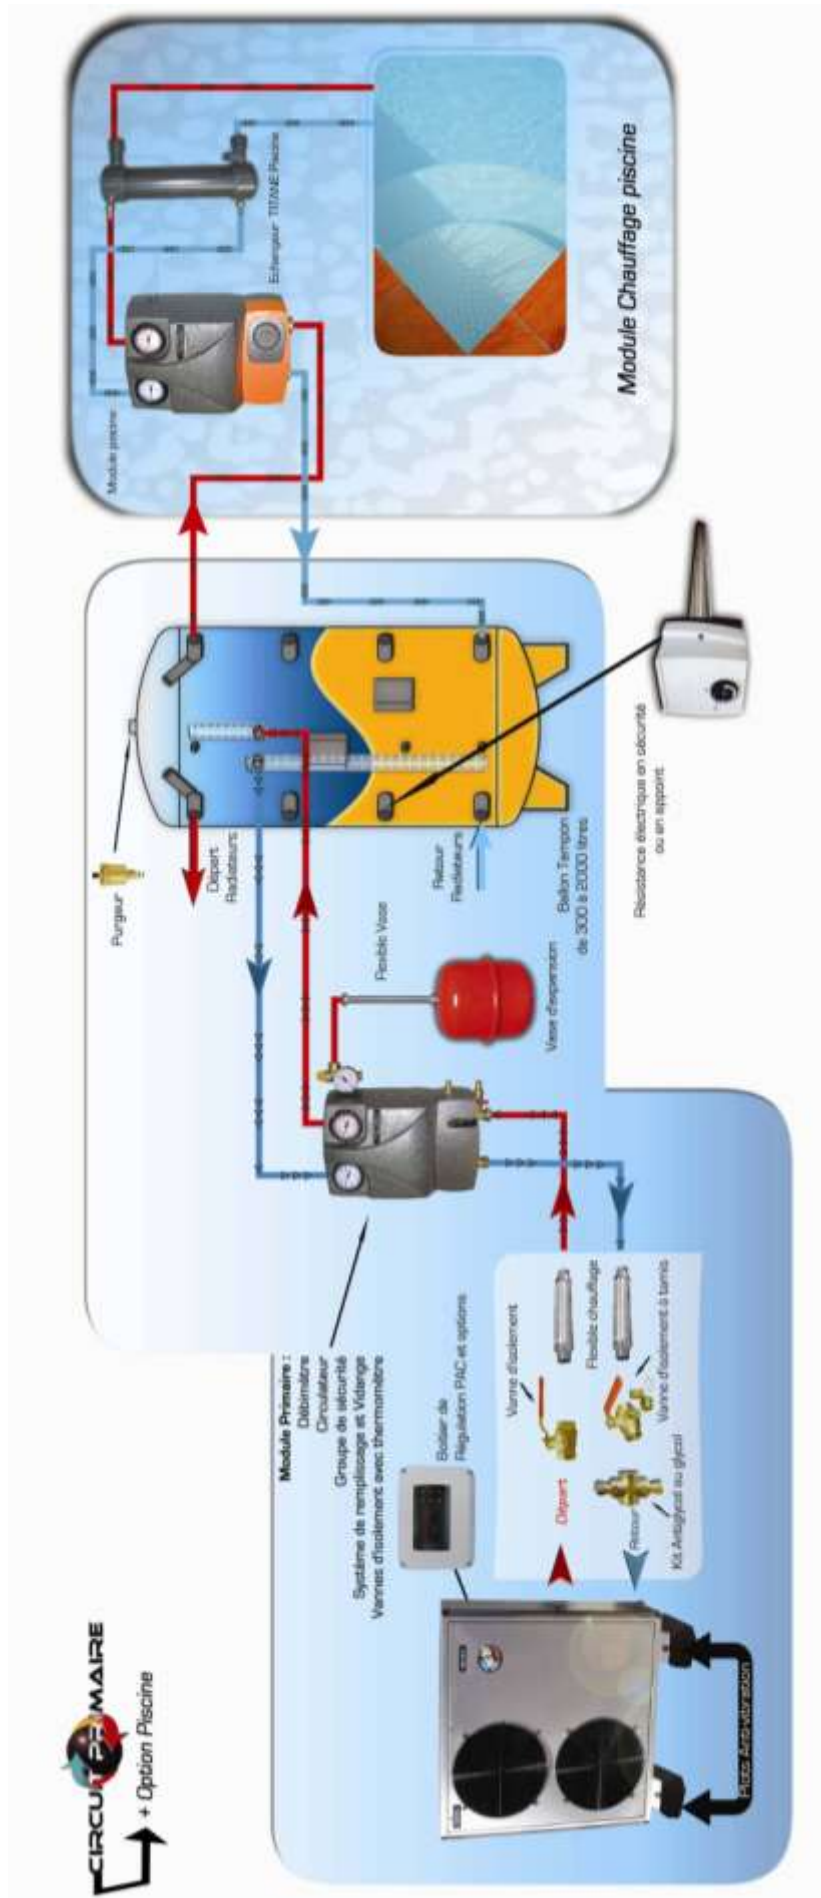 CIRCUIT PRIMAIRE
+ Option Piscine
Module Primaire :
Débimètre
Circulateur
Groupe de sécurité
Système de remplissage et Vidange
Vannes d'isolement avec thermomètre
Boitier de
Régulation PAC et options
Vanne d'isolement
Départ
Flexible chauffage
Retour
Vanne d'isolement à tamis
Kit Antiglycol ou glycol
Plots Anti-vibration
Purgeur
Départ
Radiateurs
Flexible Vase
Vase d'expansion
Retour
Radiateurs
Ballon Tampon
de 300 à 2000 litres
Résistance électrique en sécurité
ou en appoint
Module piscine
Echangeur TITANE Piscine
Module Chauffage piscine